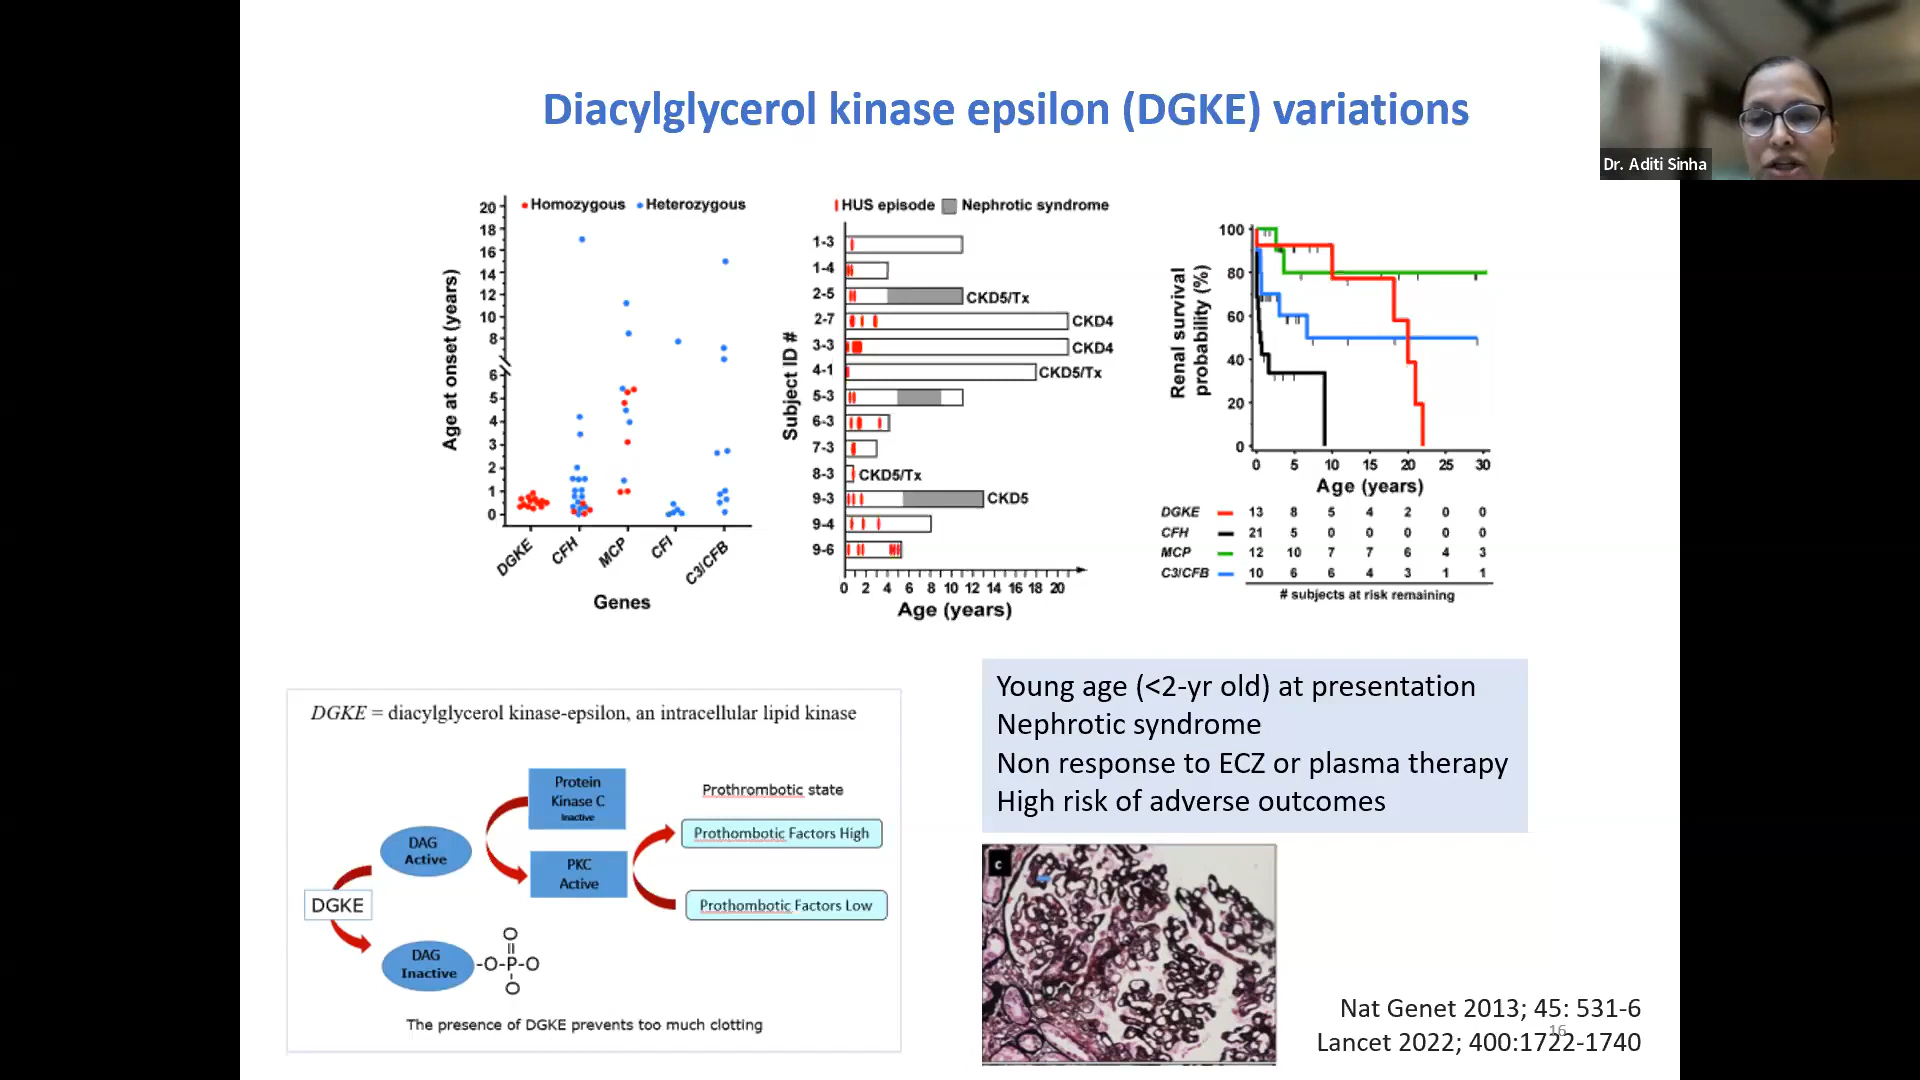 Diacylglycerol kinase epsilon (DGKE) variations
Dr. Aditi Sinha
Homozygous Heterozygous
Age at onset (years)
20
18
16
14
12
10
8
6
5
4
3
2
1
0
DGKE CFH MCP CFI C3/CFB
Genes
HUS episode Nephrotic syndrome
Subject ID #
1-3
1-4
2-5 CKD5/Tx
2-7 CKD4
3-3 CKD4
4-1 CKD5/Tx
5-3
6-3
7-3
8-3 CKD5/Tx
9-3 CKD5
9-4
9-6
0 2 4 6 8 10 12 14 16 18 20
Age (years)
Renal survival
probability (%)
100
80
60
40
20
0
0 5 10 15 20 25 30
Age (years)
DGKE 13 8 5 4 2 0 0
CFH 21 5 0 0 0 0 0
MCP 12 10 7 7 6 4 3
C3/CFB 10 6 6 4 3 1 1
# subjects at risk remaining
DGKE = diacylglycerol kinase-epsilon, an intracellular lipid kinase
Protein
Kinase C
Inactive
Prothrombotic state
Prothombotic Factors High
DAG
Active
PKC
Active
DGKE
Prothombotic Factors Low
DAG
Inactive
O
-O-P-O
O
The presence of DGKE prevents too much clotting
Young age (<2-yr old) at presentation
Nephrotic syndrome
Non response to ECZ or plasma therapy
High risk of adverse outcomes
c
Nat Genet 2013; 45: 531-6
16
Lancet 2022; 400:1722-1740